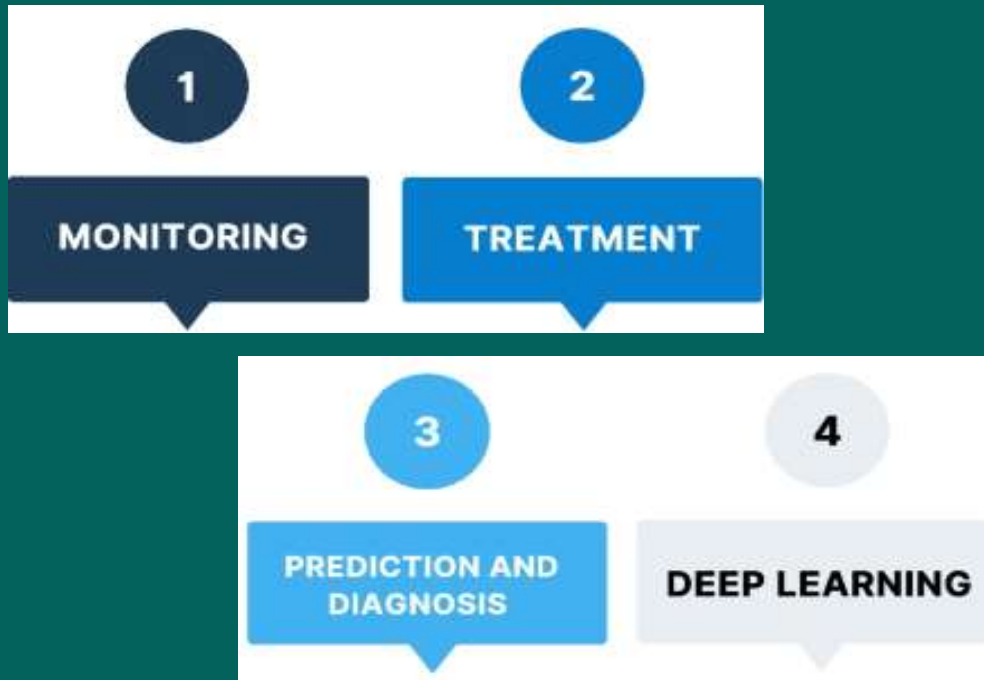 1
2
MONITORING
TREATMENT
3
4
PREDICTION AND
DIAGNOSIS
DEEP LEARNING